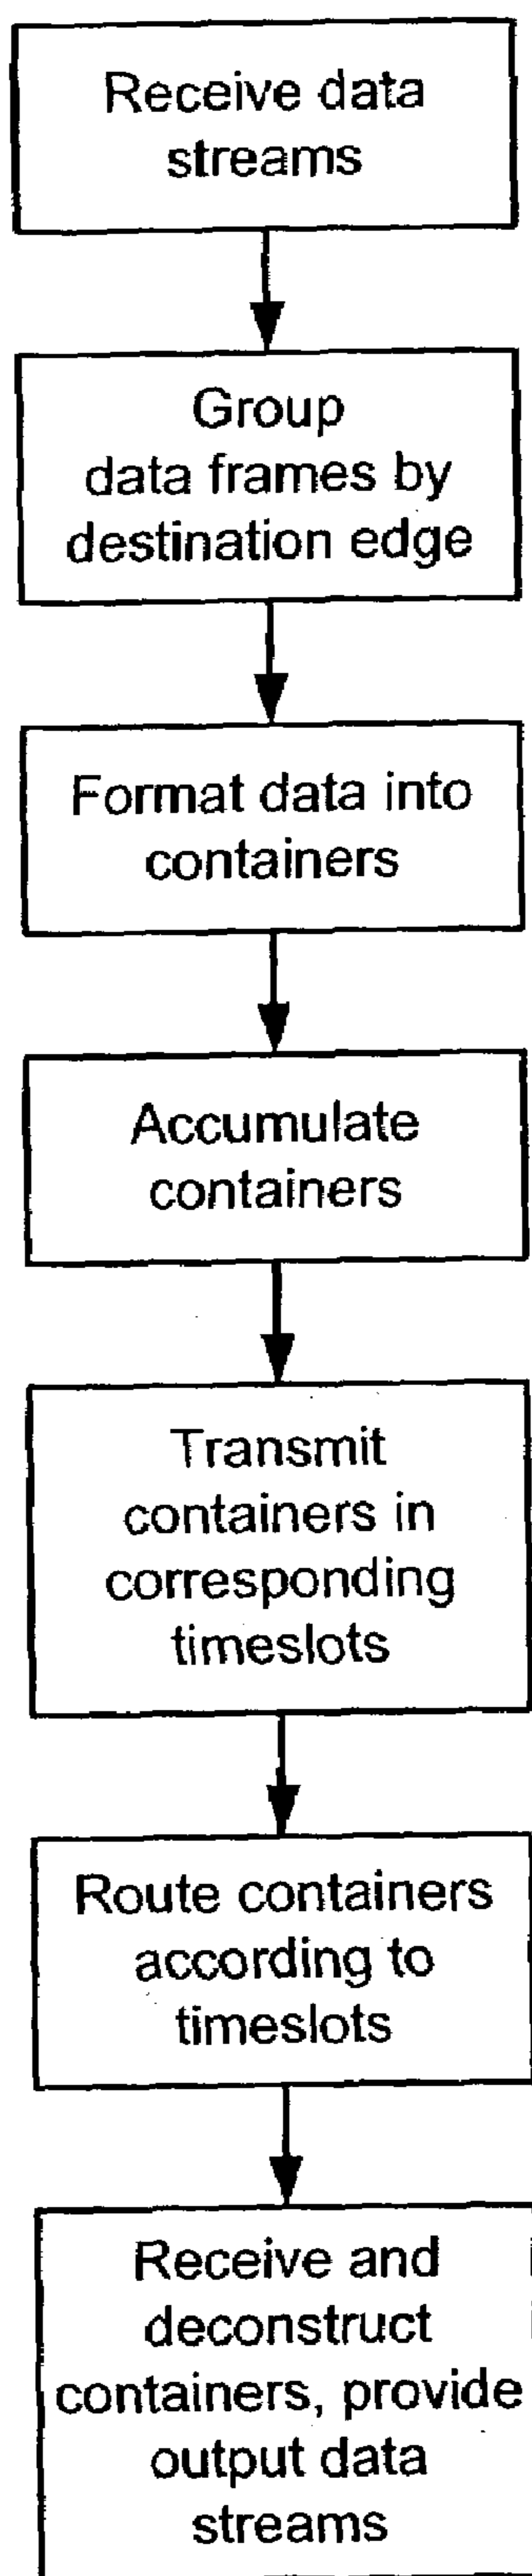 Receive data
streams
Group
data frames by
destination edge
Format data into
containers
Accumulate
containers
Transmit
containers in
corresponding
timeslots
Route containers
according to
timeslots
Receive and
deconstruct
containers, provide
output data
streams